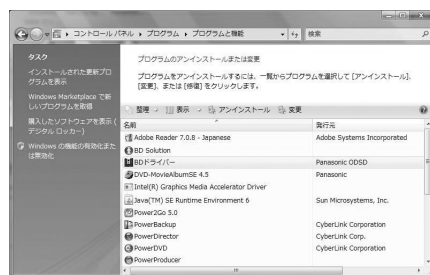 コントロール パネル ▸ プログラム ▸ プログラムと機能
検索
タスク
インストールされた更新プロ
グラムを表示
Windows Marketplace で新
しいプログラムを取得
購入したソフトウェアを表示 (
デジタル ロッカー)
Windows の機能の有効化また
は無効化
プログラムのアンインストールまたは変更
プログラムをアンインストールするには、一覧からプログラムを選択して [アンインストール]、
[変更]、または [修復] をクリックします。
整理 表示 アンインストール 変更
名前 発行元
Adobe Reader 7.0.8 - Japanese Adobe Systems Incorporated
BD Solution
BDドライバー Panasonic ODSD
DVD-MovieAlbumSE 4.5 Panasonic
Intel(R) Graphics Media Accelerator Driver
Java(TM) SE Runtime Environment 6 Sun Microsystems, Inc.
Power2Go 5.0
PowerBackup CyberLink Corporation
PowerDirector CyberLink Corp.
PowerDVD CyberLink Corporation
PowerProducer